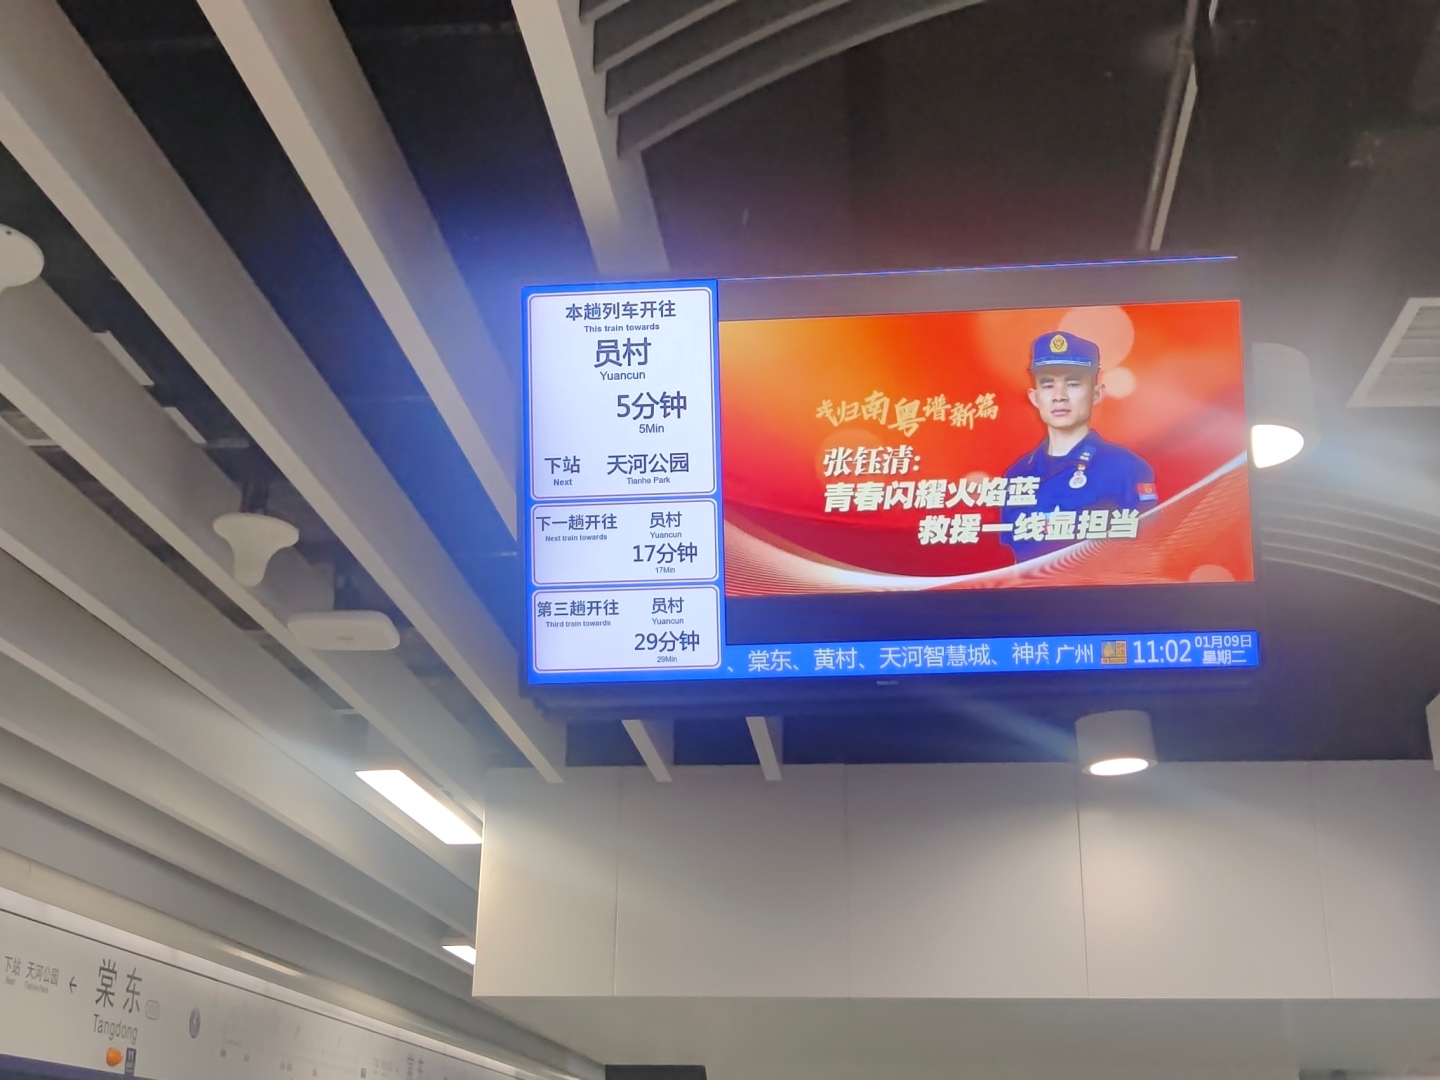 本趟列车开往
This train towards
员村
Yuancun
5分钟
5Min
下站 天河公园
Next Tianhe Park
下一趟开往 员村
Next train towards Yuancun
17分钟
17Min
第三趟开往 员村
Third train towards Yuancun
29分钟
29Min
我归南粤谱新篇
张钰清:
青春闪耀火焰蓝
救援一线显担当
、棠东、黄村、天河智慧城、神舟 广州 11:02 01月09日
星期二
下站 天河公园 ← 棠东
Next Tianhe Park Tangdong
11